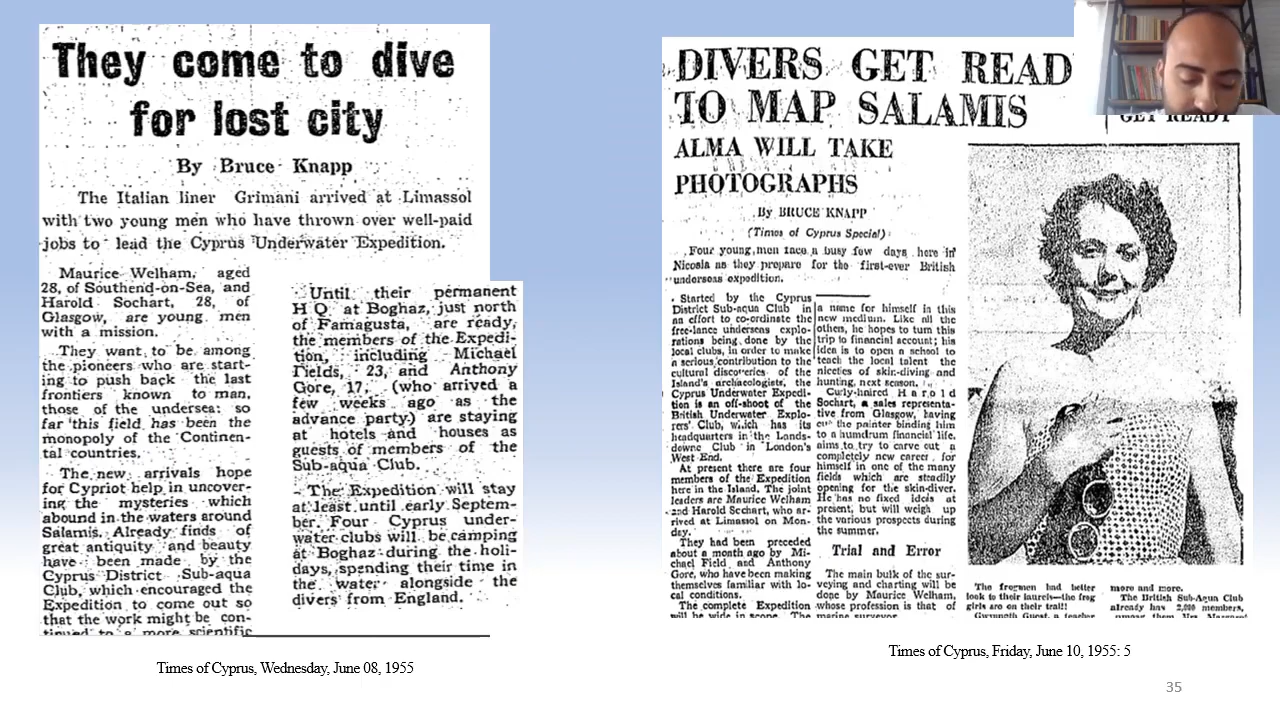 They come to dive
for lost city
By Bruce Knapp
The Italian liner Grimani arrived at Limassol
with two young men who have thrown over well-paid
jobs to lead the Cyprus Underwater Expedition.
Maurice Welham, aged
28, of Southend-on-Sea, and
Harold Sochart, 28, of
Glasgow, are young men
with a mission.
They want to be among
the pioneers who are start-
ing to push back the last
frontiers known to man,
those of the undersea: so
far this field has been the
monopoly of the Continen-
tal countries.
The new arrivals hope
for Cypriot help in uncover-
ing the mysteries which
abound in the waters around
Salamis. Already finds of
great antiquity and beauty
have been made by the
Cyprus District Sub-aqua
Club, which encouraged the
Expedition to come out so
that the work might be con-
tinued to a more scientific
Until their permanent
H Q at Boghaz, just north
of Famagusta, are ready,
the members of the Expedi-
tion, including Michael
Fields, 23, and Anthony
Gore, 17, (who arrived a
few weeks ago as the
advance party.) are staying
at hotels and houses as
guests of members of the
Sub-aqua Club.
The Expedition will stay
at least until early Septem-
ber. Four Cyprus under-
water clubs will be camping
at Boghaz during the holi-
days, spending their time in
the water alongside the
divers from England.
Times of Cyprus, Wednesday, June 08, 1955
DIVERS GET READ
TO MAP SALAMIS
ALMA WILL TAKE
PHOTOGRAPHS
By BRUCE KNAPP
(Times of Cyprus Special)
Four young men face a busy few days here in
Nicosia as they prepare for the first-ever British
undersea expedition.
Started by the Cyprus
District Sub-aqua Club in
an effort to co-ordinate the
free-lance undersea explo-
rations being done by the
local clubs, in order to make
a serious contribution to the
cultural discoveries of the
Island's archaeologists, the
Cyprus Underwater Expedi-
tion is an off-shoot of the
British Underwater Explo-
rers' Club, which has its
headquarters in the Lands-
downe Club in London's
West End.
At present there are four
members of the Expedition
here in the Island. The joint
leaders are Maurice Welham
and Harold Sochart, who ar-
rived at Limassol on Mon-
day.
They had been preceded
about a month ago by Mi-
chael Field and Anthony
Gore, who have been making
themselves familiar with lo-
cal conditions.
The complete Expedition
will be wide in scope. The
a name for himself in this
new medium. Like all the
others, he hopes to turn this
trip to financial account; his
idea is to open a school to
teach the local talent the
niceties of skin-diving and
hunting, next season.
Curly-haired Harold
Sochart, a sales representa-
tive from Glasgow, having
cut the painter binding him
to a humdrum financial life,
aims to try to carve out a
completely new career for
himself in one of the many
fields which are steadily
opening for the skin-diver.
He has no fixed ideas at
present, but will weigh up
the various prospects during
the summer.
Trial and Error
The main bulk of the sur-
veying and charting will be
done by Maurice Welham,
whose profession is that of
marine surveyor.
GET READY
The frogmen had better
look to their laurels—the frog
girls are on their trail!
Gwynneth Guest, a teacher
more and more.
The British Sub-Aqua Club
already has 2,000 members,
among them Mrs. Margaret
Times of Cyprus, Friday, June 10, 1955: 5
35